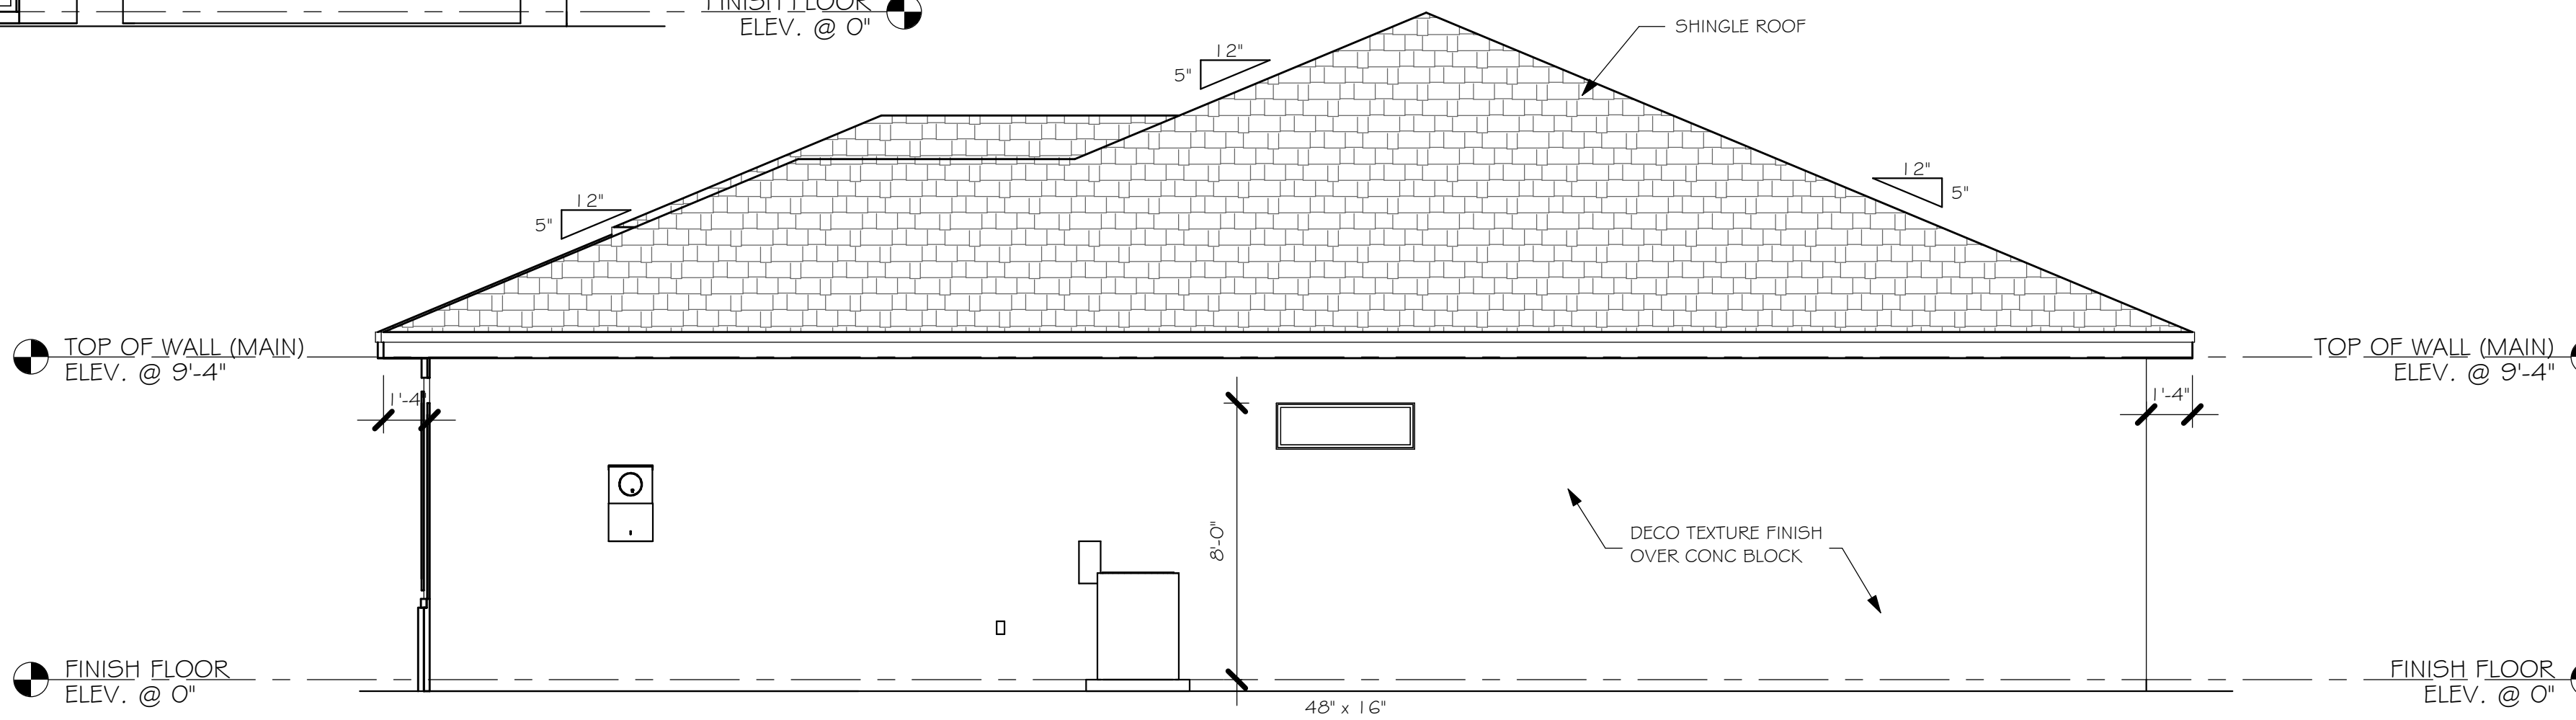 FINISH FLOOR
ELEV. @ 0"
SHINGLE ROOF
12"
5"
12"
5"
12"
5"
TOP OF WALL (MAIN)
ELEV. @ 9'-4"
TOP OF WALL (MAIN)
ELEV. @ 9'-4"
1'-4"
1'-4"
8'-0"
DECO TEXTURE FINISH
OVER CONC BLOCK
FINISH FLOOR
ELEV. @ 0"
FINISH FLOOR
ELEV. @ 0"
48" x 16"